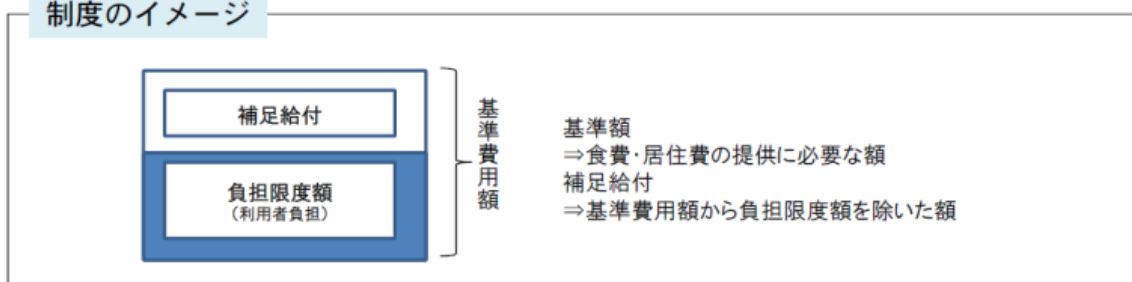 制度のイメージ
補足給付
負担限度額
（利用者負担）
基準費用額
基準額
⇒食費・居住費の提供に必要な額
補足給付
⇒基準費用額から負担限度額を除いた額